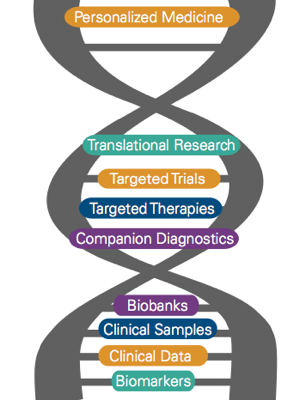 Personalized Medicine
Translational Research
Targeted Trials
Targeted Therapies
Companion Diagnostics
Biobanks
Clinical Samples
Clinical Data
Biomarkers